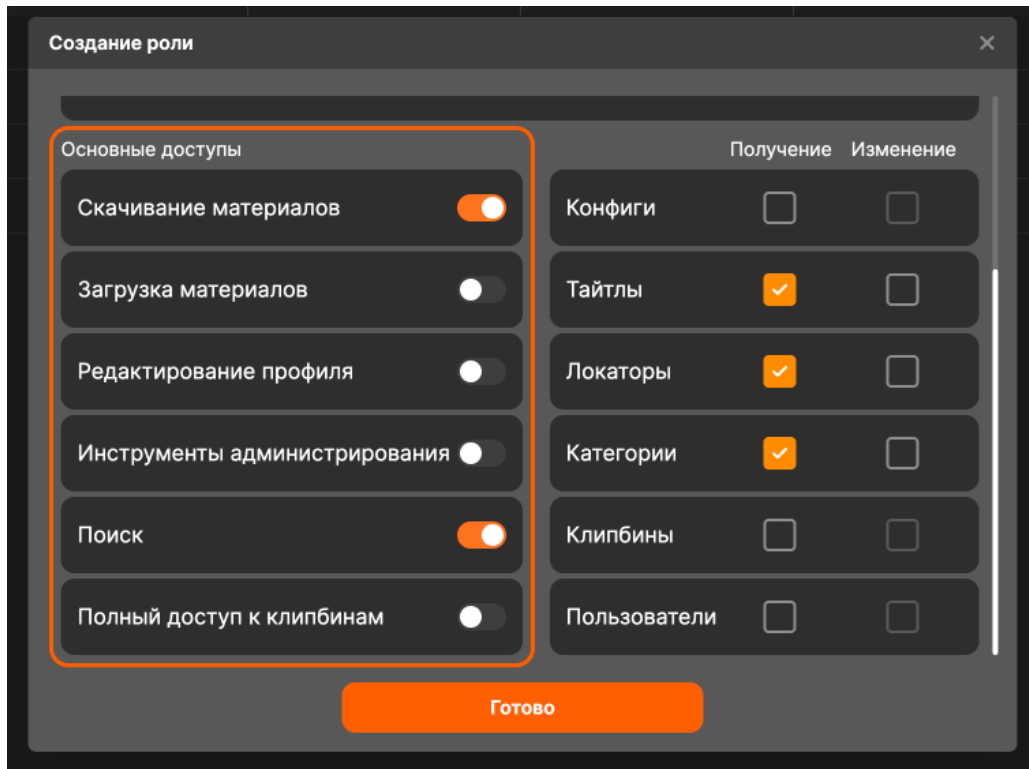 Создание роли
Основные доступы
Получение Изменение
Скачивание материалов
Конфиги
Загрузка материалов
Тайтлы
Редактирование профиля
Локаторы
Инструменты администрирования
Категории
Поиск
Клипбины
Полный доступ к клипбинам
Пользователи
Готово